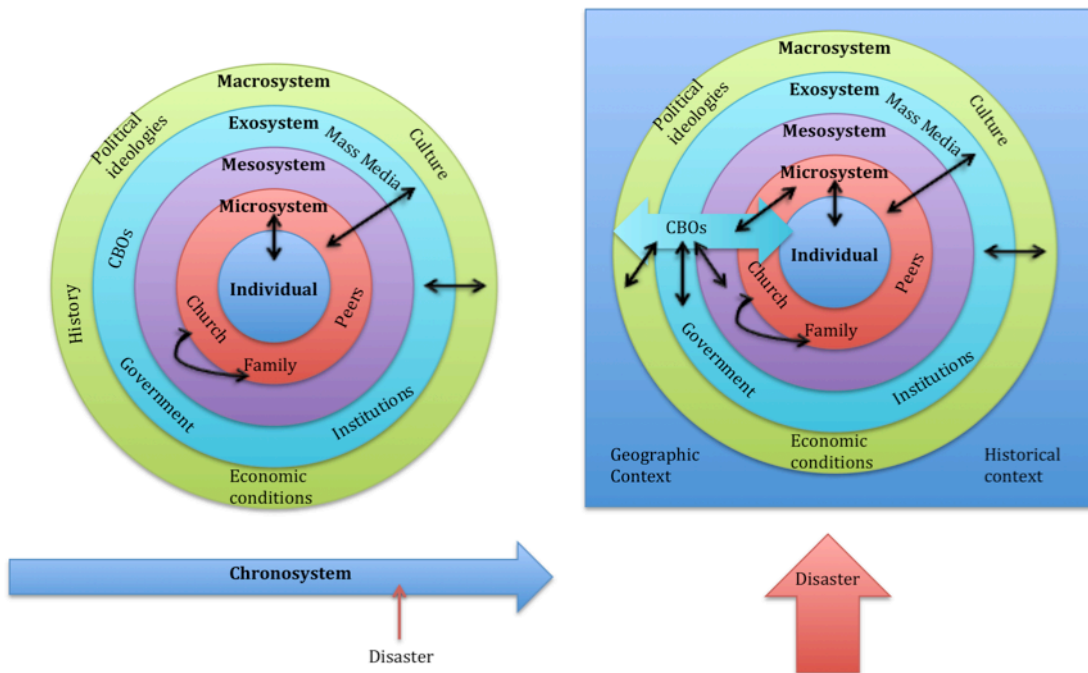 Macrosystem
Political
ideologies
Exosystem
Mass Media
Culture
Mesosystem
Microsystem
CBOs
Individual
History
Church
Peers
Family
Government
Institutions
Economic
conditions
Chronosystem
Disaster
Macrosystem
Political
ideologies
Exosystem
Mass Media
Culture
Mesosystem
Microsystem
CBOs
Individual
Church
Peers
Family
Government
Institutions
Economic
conditions
Geographic
Context
Historical
context
Disaster